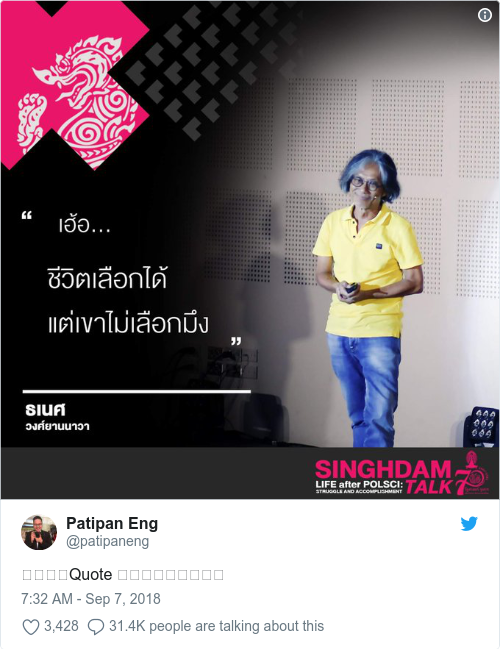 “ เฮ้อ...
ชีวิตเลือกได้
แต่เขาไม่เลือกมึง ”
ธเนศ
วงศ์ยานนาวา
SINGHDAM
LIFE after POLSCI: TALK
STRUGGLE AND ACCOMPLISHMENT
Patipan Eng
@patipaneng
Quote
7:32 AM - Sep 7, 2018
3,428 31.4K people are talking about this